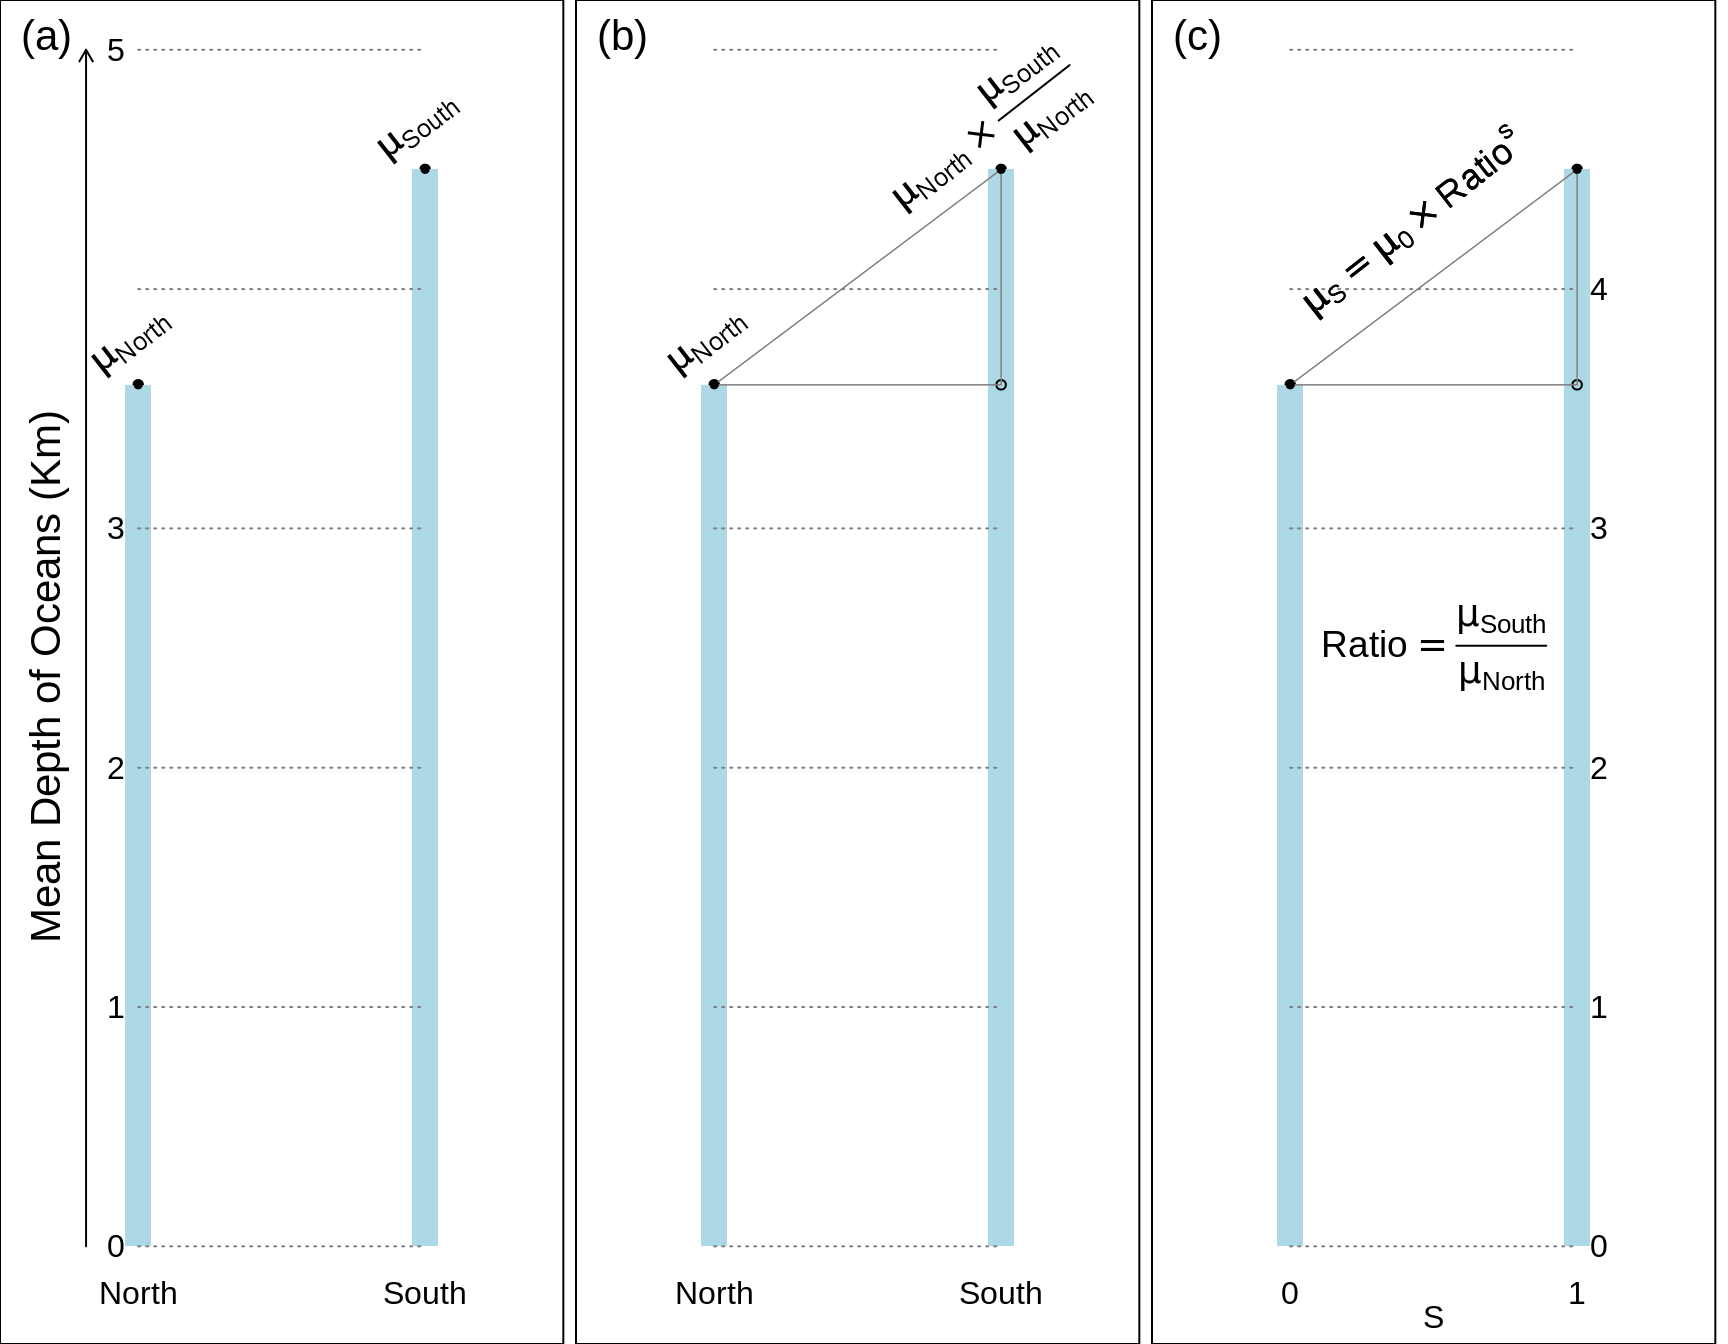 (a)
5
μSouth
μNorth
3
2
1
0
Mean Depth of Oceans (Km)
North
South
(b)
μNorth × μSouth / μNorth
μNorth
North
South
(c)
μS = μ0 × Ratio^s
4
3
Ratio = μSouth / μNorth
2
1
0
0
1
S